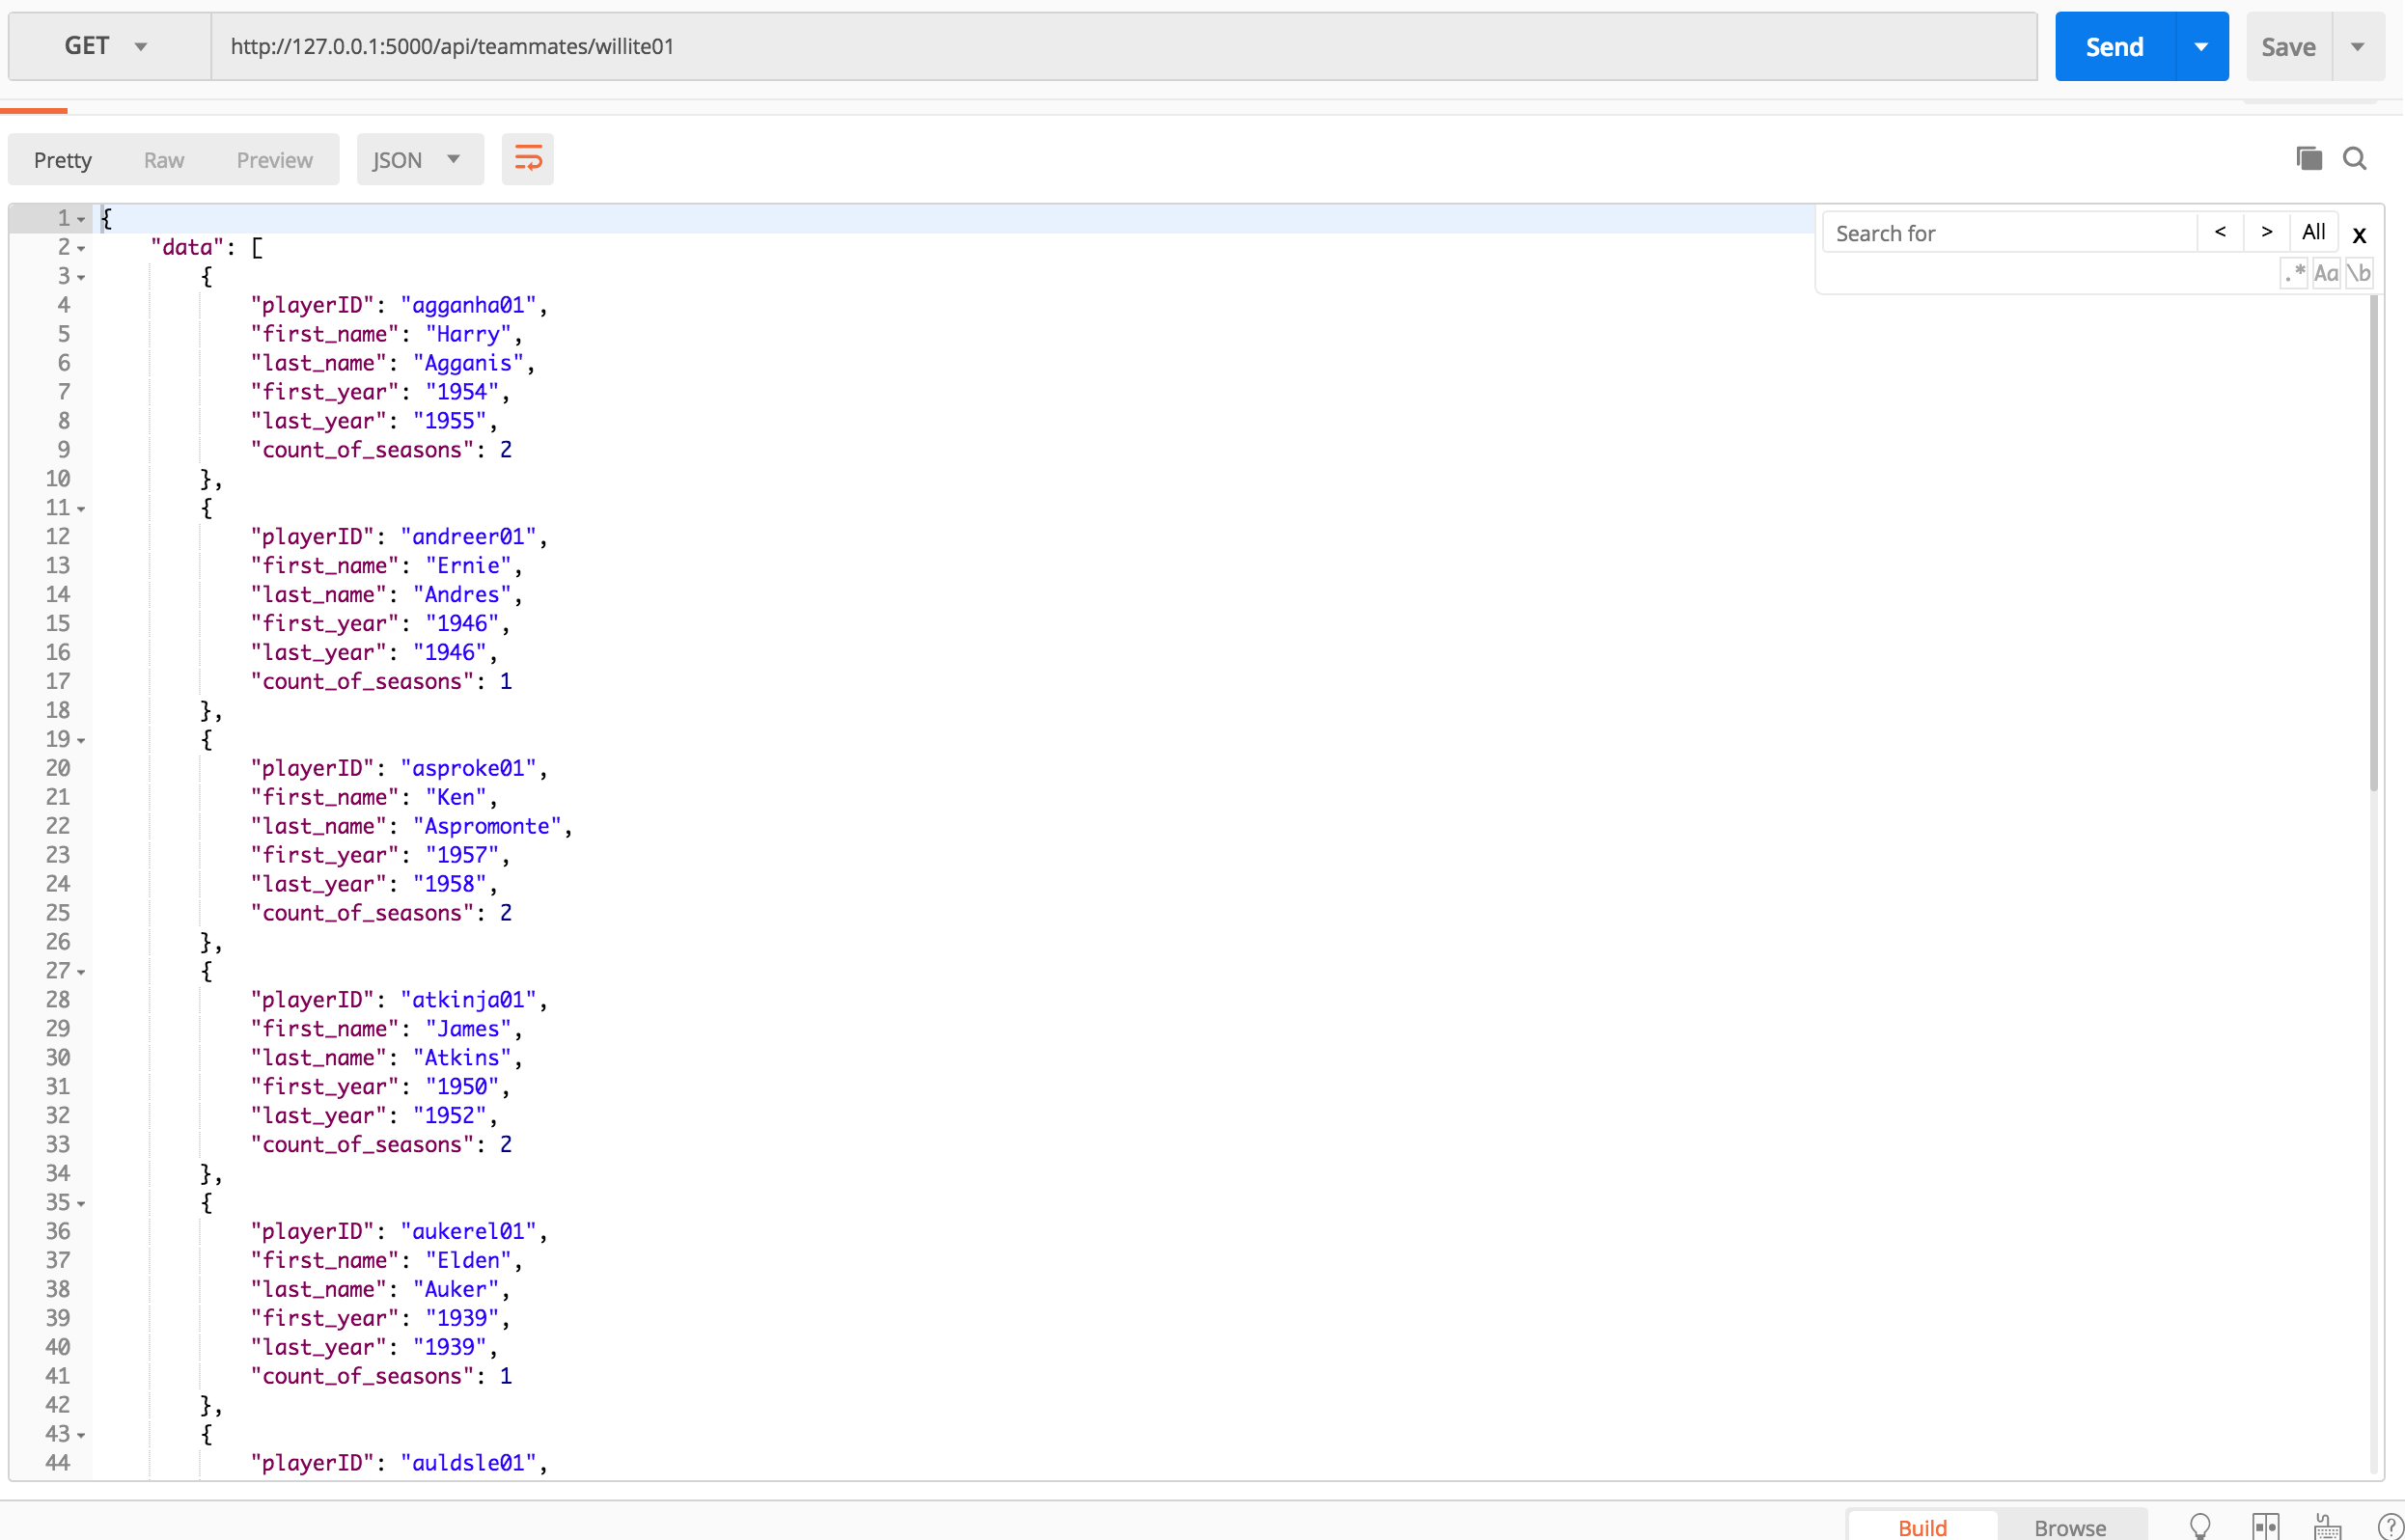 GET http://127.0.0.1:5000/api/teammates/willite01 Send Save
Pretty Raw Preview JSON
Search for < > All x
.* Aa \b
1 {
2 "data": [
3 {
4 "playerID": "agganha01",
5 "first_name": "Harry",
6 "last_name": "Agganis",
7 "first_year": "1954",
8 "last_year": "1955",
9 "count_of_seasons": 2
10 },
11 {
12 "playerID": "andreer01",
13 "first_name": "Ernie",
14 "last_name": "Andres",
15 "first_year": "1946",
16 "last_year": "1946",
17 "count_of_seasons": 1
18 },
19 {
20 "playerID": "asproke01",
21 "first_name": "Ken",
22 "last_name": "Aspromonte",
23 "first_year": "1957",
24 "last_year": "1958",
25 "count_of_seasons": 2
26 },
27 {
28 "playerID": "atkinja01",
29 "first_name": "James",
30 "last_name": "Atkins",
31 "first_year": "1950",
32 "last_year": "1952",
33 "count_of_seasons": 2
34 },
35 {
36 "playerID": "aukerel01",
37 "first_name": "Elden",
38 "last_name": "Auker",
39 "first_year": "1939",
40 "last_year": "1939",
41 "count_of_seasons": 1
42 },
43 {
44 "playerID": "auldsle01",
Build Browse